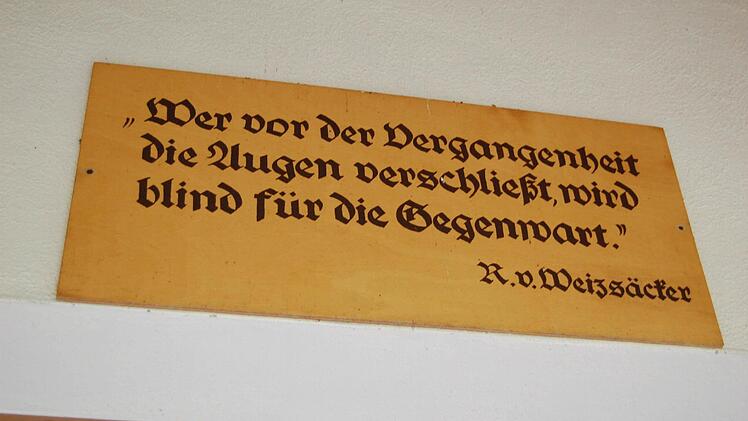 „Wer vor der Vergangenheit
die Augen verschließt, wird
blind für die Gegenwart.”
R. v. Weizsäcker